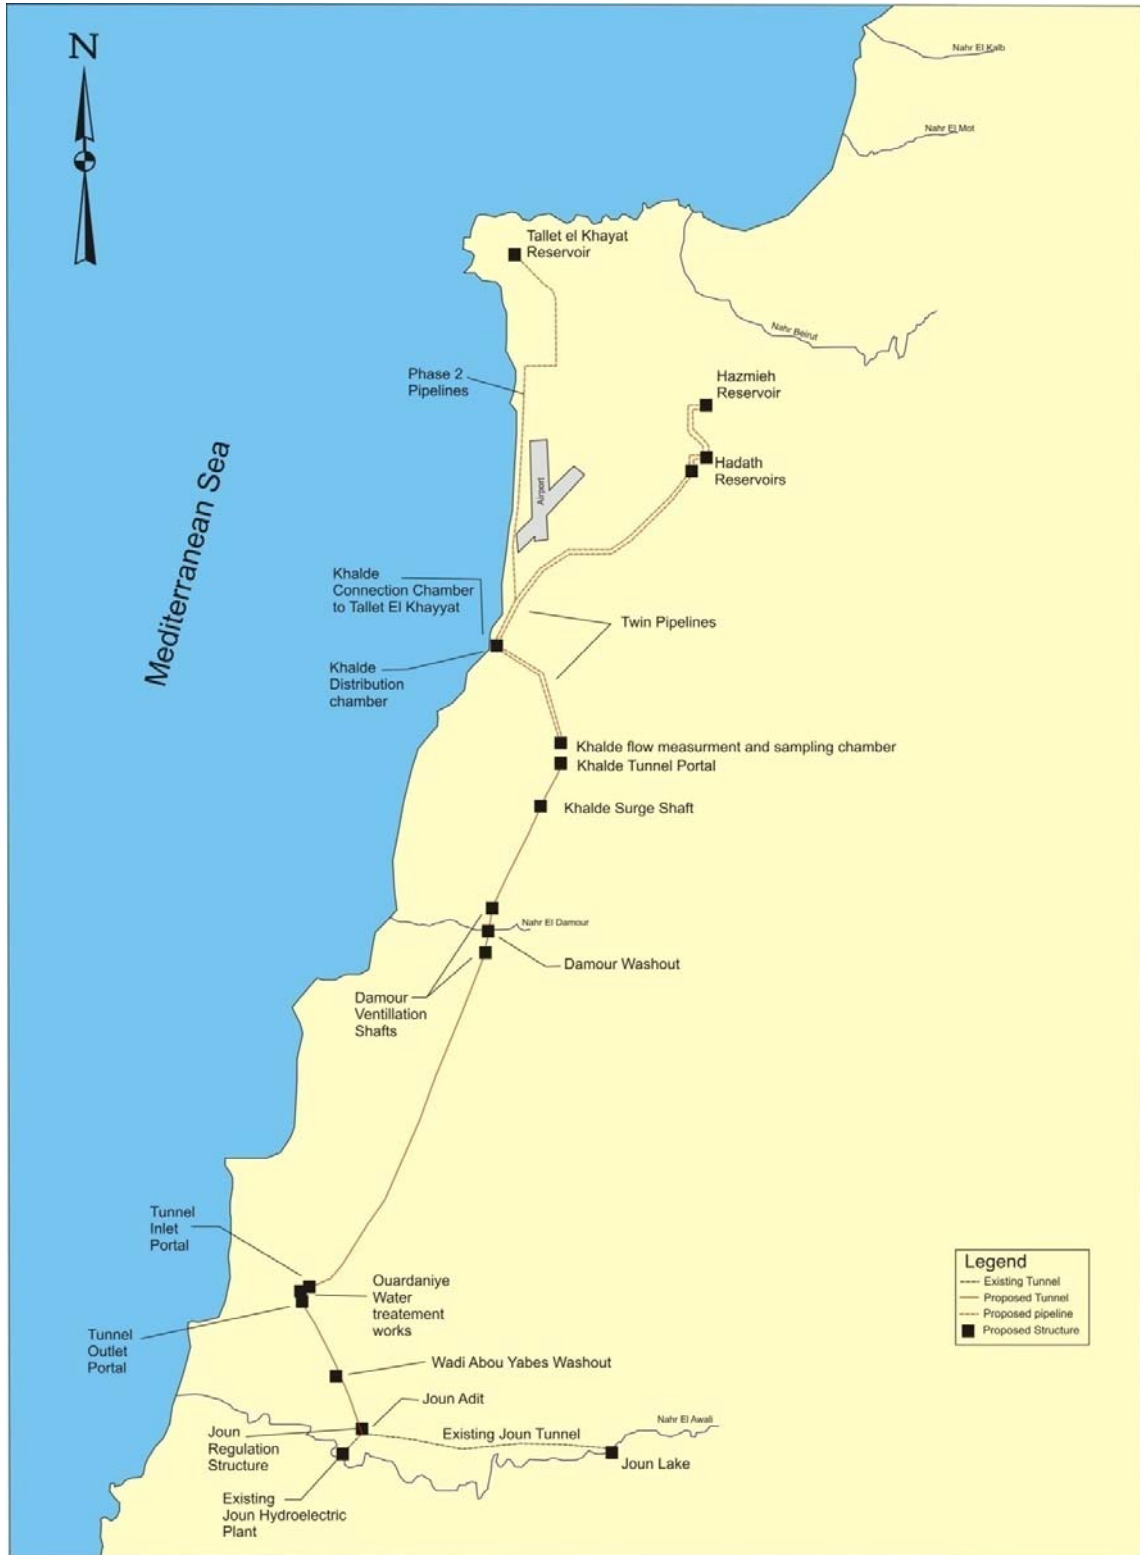 N
Nahr El Kalb
Nahr El Mot
Tallet el Khayat
Reservoir
Nahr Beirut
Phase 2
Pipelines
Hazmieh
Reservoir
Hadath
Reservoirs
Airport
Mediterranean Sea
Khalde
Connection Chamber
to Tallet El Khayyat
Twin Pipelines
Khalde
Distribution
chamber
Khalde flow measurment and sampling chamber
Khalde Tunnel Portal
Khalde Surge Shaft
Nahr El Damour
Damour Washout
Damour
Ventillation
Shafts
Tunnel
Inlet
Portal
Ouardaniye
Water
treatement
works
Tunnel
Outlet
Portal
Wadi Abou Yabes Washout
Joun Adit
Joun
Regulation
Structure
Existing Joun Tunnel
Nahr El Awali
Joun Lake
Existing
Joun Hydroelectric
Plant
Legend
Existing Tunnel
Proposed Tunnel
Proposed pipeline
Proposed Structure